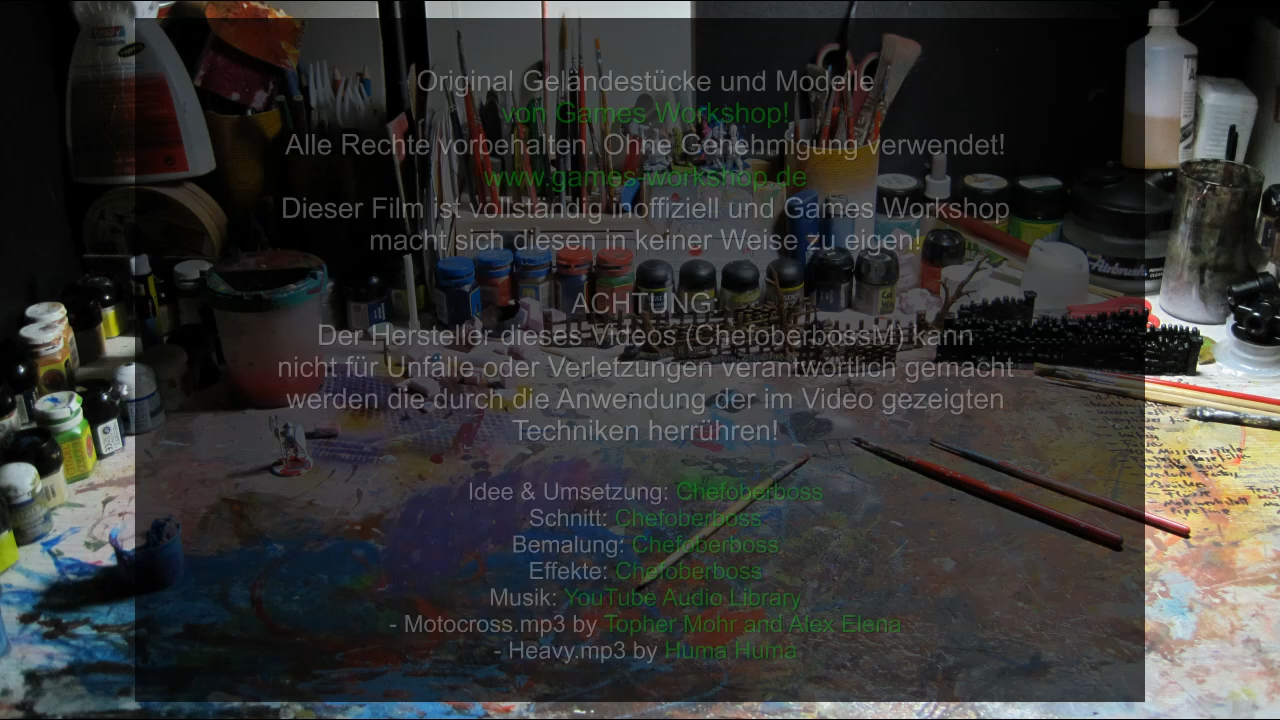 Original Geländestücke und Modelle
von Games Workshop!
Alle Rechte vorbehalten. Ohne Genehmigung verwendet!
www.games-workshop.de
Dieser Film ist volständig inoffiziell und Games Workshop
macht sich diesen in keiner Weise zu eigen!
ACHTUNG:
Der Hersteller dieses Videos (ChefoberbossM) kann
nicht für Unfälle oder Verletzungen verantwortlich gemacht
werden die durch die Anwendung der im Video gezeigten
Techniken herrühren!
Idee & Umsetzung: Chefoberboss
Schnitt: Chefoberboss
Bemalung: Chefoberboss
Effekte: Chefoberboss
Musik: YouTube Audio Library
- Motocross.mp3 by Topher Mohr and Alex Elena
- Heavy.mp3 by Huma Huma
Airbrush